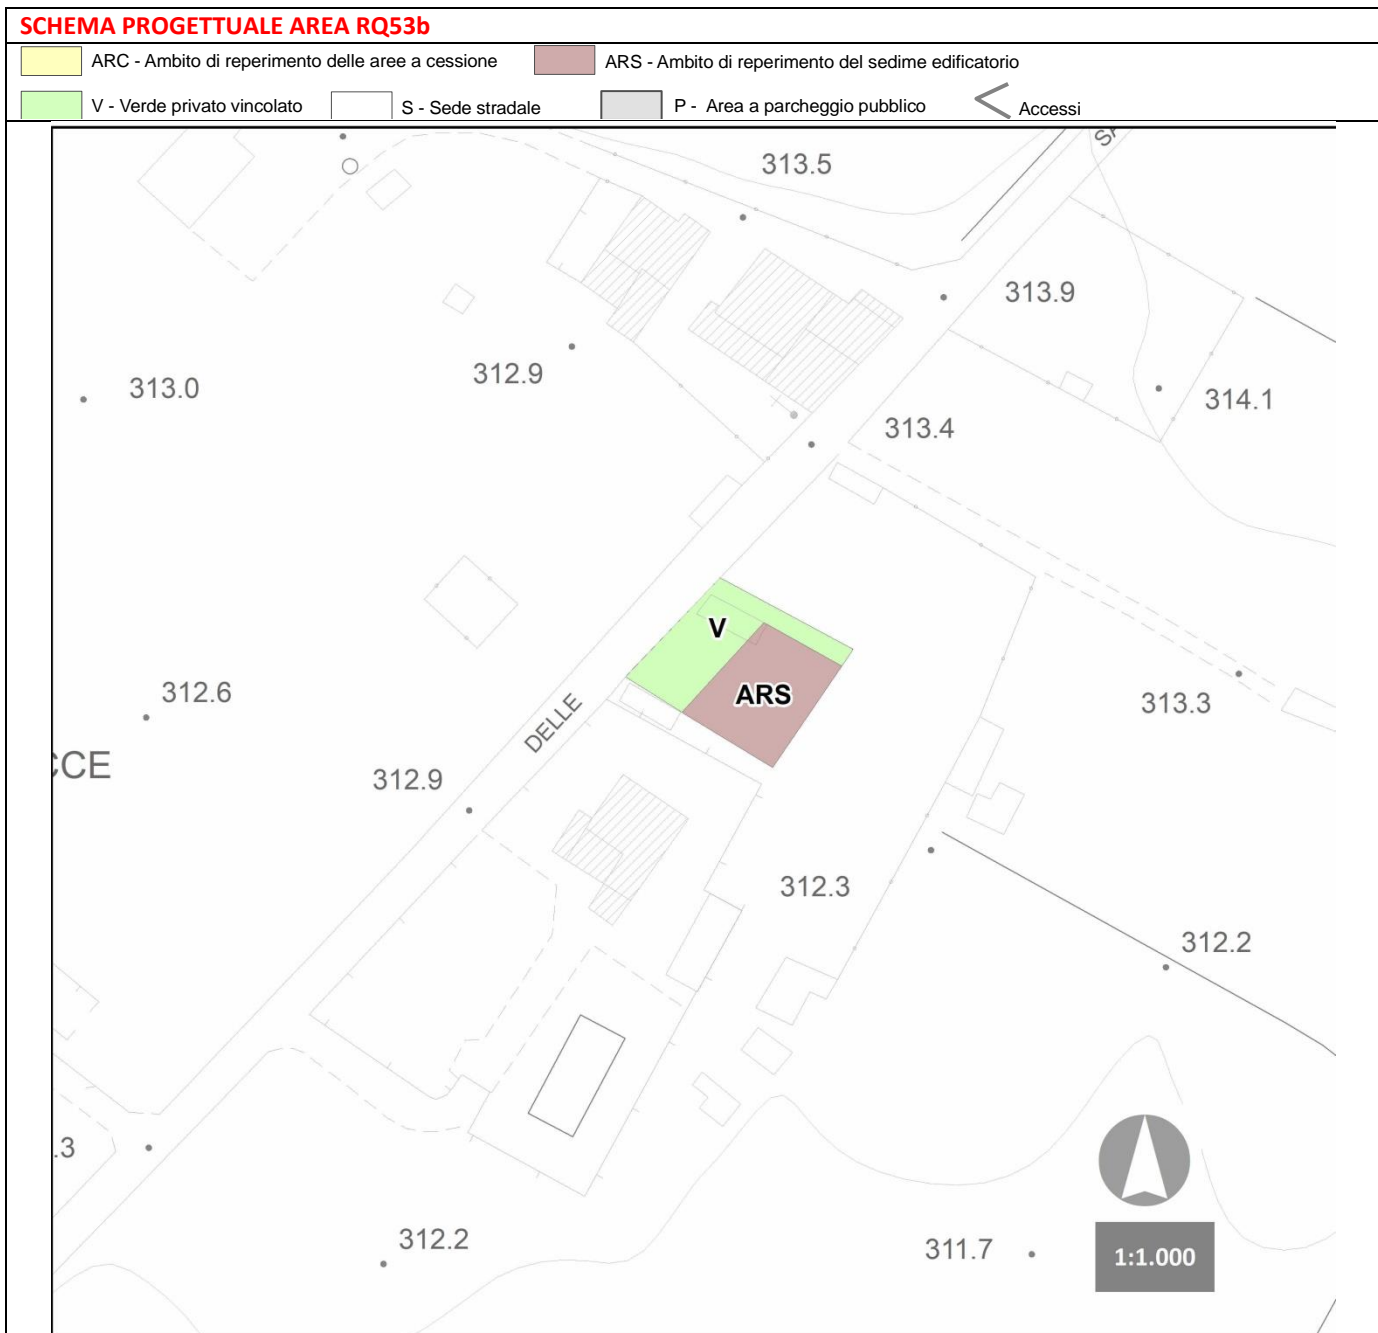 SCHEMA PROGETTUALE AREA RQ53b
ARC - Ambito di reperimento delle aree a cessione
ARS - Ambito di reperimento del sedime edificatorio
V - Verde privato vincolato
S - Sede stradale
P - Area a parcheggio pubblico
Accessi
SA
313.5
313.9
313.0
312.9
314.1
313.4
V
312.6
ARS
313.3
DELLE
CCE
312.9
312.3
312.2
.3
312.2
311.7
1:1.000